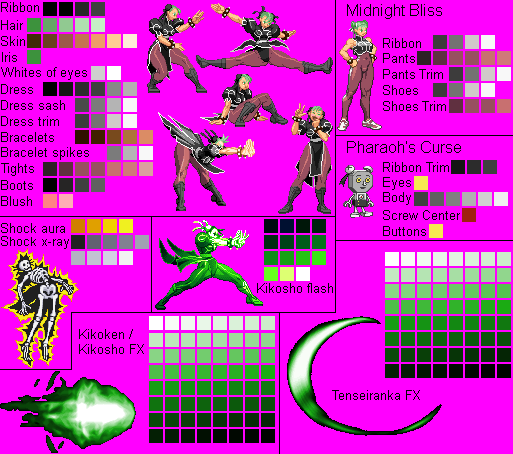 Ribbon
Hair
Skin
Iris
Whites of eyes
Dress
Dress sash
Dress trim
Bracelets
Bracelet spikes
Tights
Boots
Blush
Midnight Bliss
Ribbon
Pants
Pants Trim
Shoes
Shoes Trim
Pharaoh's Curse
Ribbon Trim
Eyes
Body
Screw Center
Buttons
Shock aura
Shock x-ray
Kikosho flash
Kikoken /
Kikosho FX
Tenseiranka FX